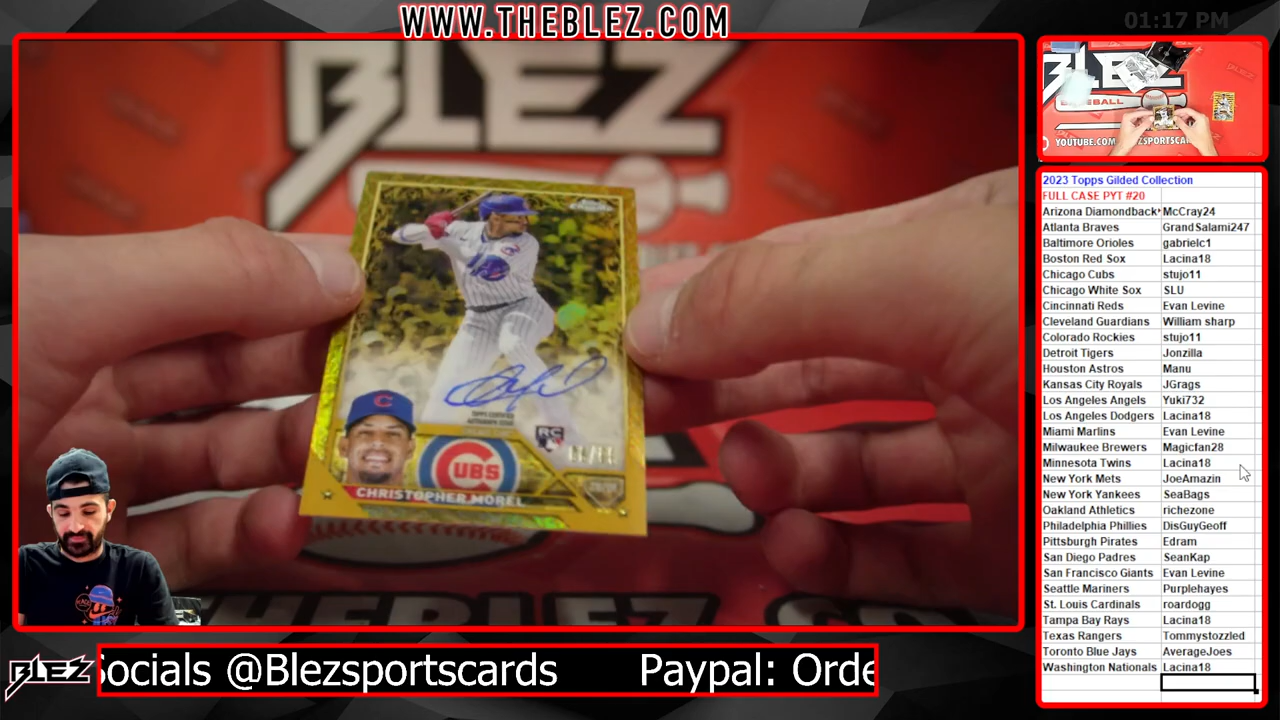 WWW.THEBLEZ.COM
01:17 PM
BLEZ
CHRISTOPHER MOREL
CUBS
RC
TOPPS CERTIFIED
AUTOGRAPH ISSUE
2023 Topps Gilded Collection
FULL CASE PYT #20
Arizona Diamondback McCray24
Atlanta Braves GrandSalami247
Baltimore Orioles gabrielc1
Boston Red Sox Lacina18
Chicago Cubs stujo11
Chicago White Sox SLU
Cincinnati Reds Evan Levine
Cleveland Guardians William sharp
Colorado Rockies stujo11
Detroit Tigers Jonzilla
Houston Astros Manu
Kansas City Royals JGrags
Los Angeles Angels Yuki732
Los Angeles Dodgers Lacina18
Miami Marlins Evan Levine
Milwaukee Brewers Magicfan28
Minnesota Twins Lacina18
New York Mets JoeAmazin
New York Yankees SeaBags
Oakland Athletics richezone
Philadelphia Phillies DisGuyGeoff
Pittsburgh Pirates Edram
San Diego Padres SeanKap
San Francisco Giants Evan Levine
Seattle Mariners Purplehayes
St. Louis Cardinals roardogg
Tampa Bay Rays Lacina18
Texas Rangers Tommystozzled
Toronto Blue Jays AverageJoes
Washington Nationals Lacina18
BLEZ
Socials @Blezsportscards Paypal: Orde